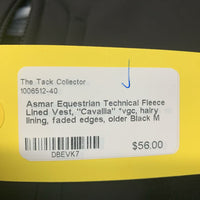 The Tack Collector
1006512-40
Asmar Equestrian Technical Fleece
Lined Vest, "Cavallia" *vgc, hairy
lining, faded edges, older Black M
$56.00
DBEVK7